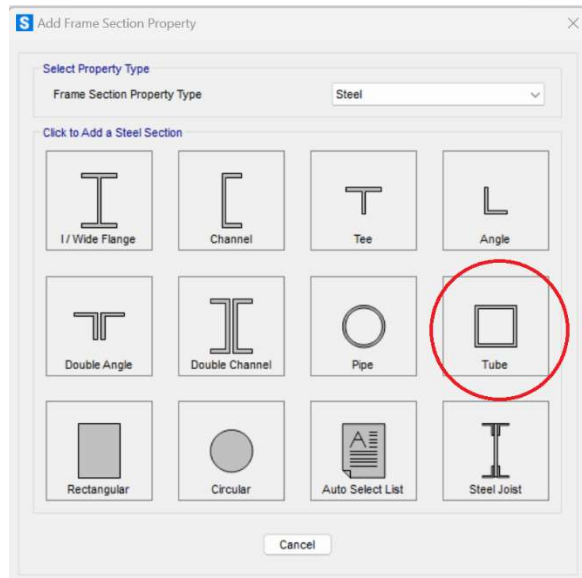 S Add Frame Section Property
Select Property Type
Frame Section Property Type Steel
Click to Add a Steel Section
I / Wide Flange Channel Tee Angle
Double Angle Double Channel Pipe Tube
A
Rectangular Circular Auto Select List Steel Joist
Cancel